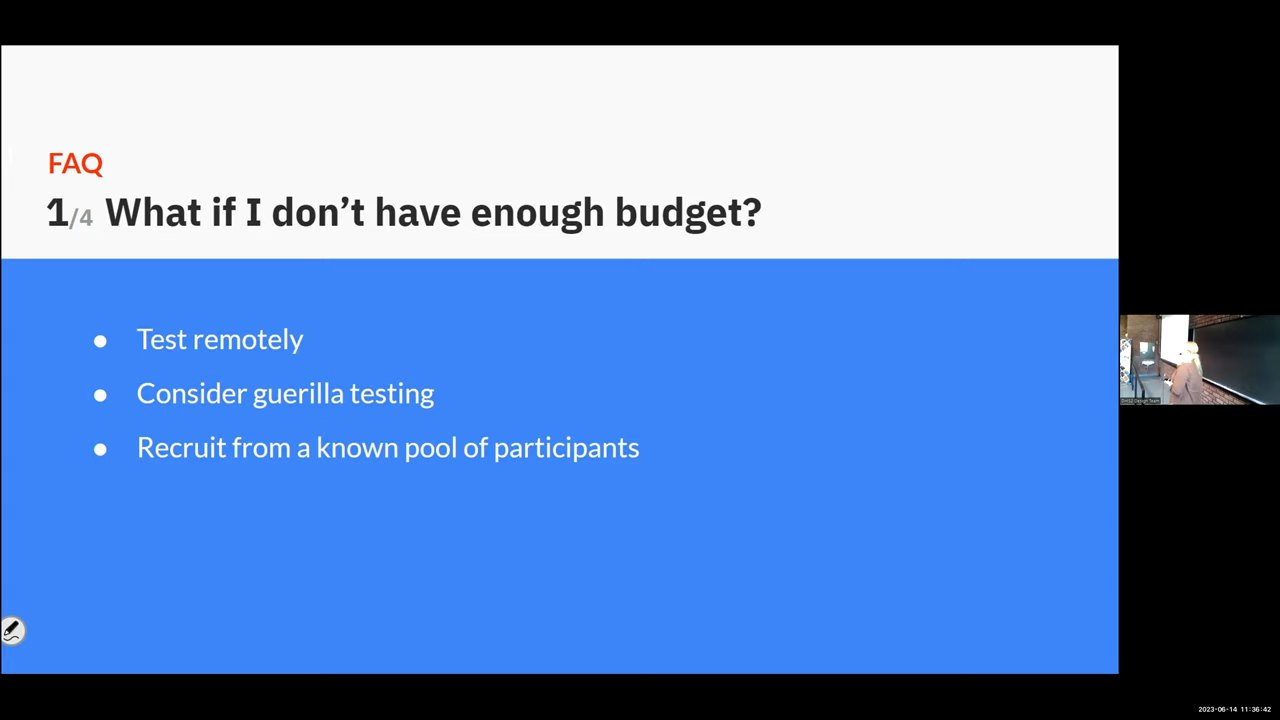 FAQ
1/4 What if I don’t have enough budget?
● Test remotely
● Consider guerilla testing
● Recruit from a known pool of participants
2023-06-14 11:36:42